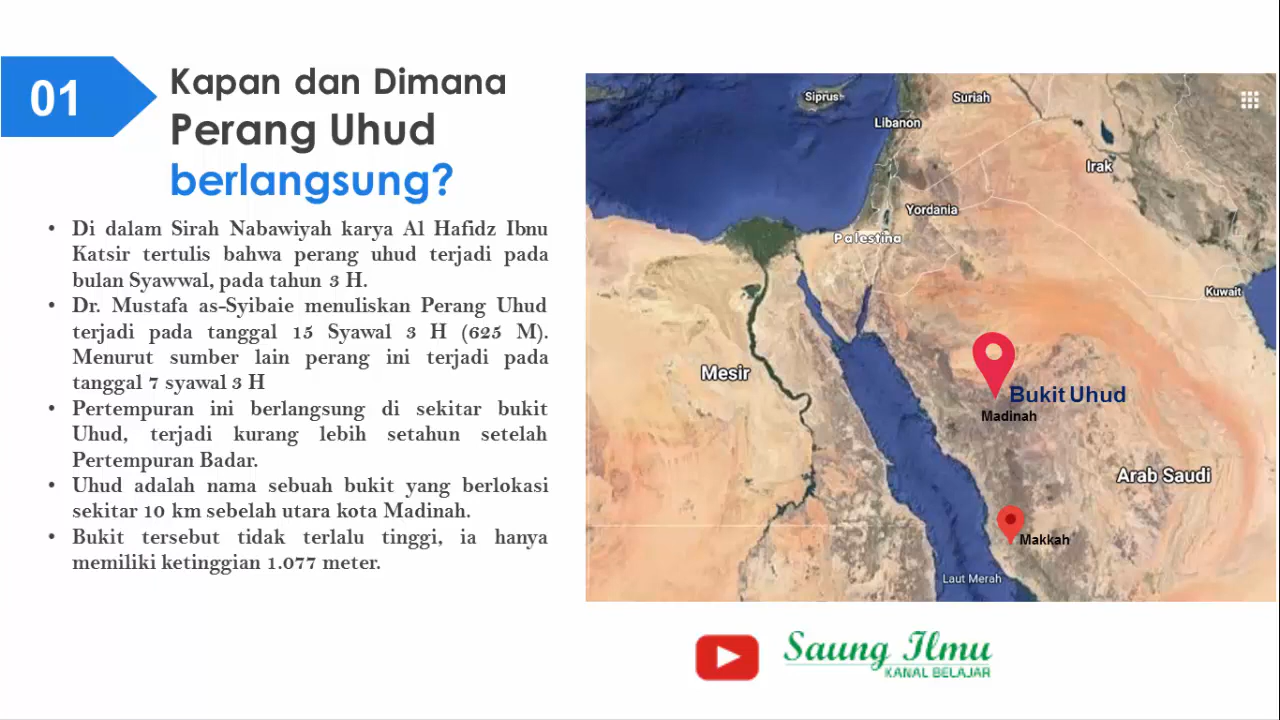 01
Kapan dan Dimana
Perang Uhud
berlangsung?
• Di dalam Sirah Nabawiyah karya Al Hafidz Ibnu
Katsir tertulis bahwa perang uhud terjadi pada
bulan Syawwal, pada tahun 3 H.
• Dr. Mustafa as-Syibaie menuliskan Perang Uhud
terjadi pada tanggal 15 Syawal 3 H (625 M).
Menurut sumber lain perang ini terjadi pada
tanggal 7 syawal 3 H
• Pertempuran ini berlangsung di sekitar bukit
Uhud, terjadi kurang lebih setahun setelah
Pertempuran Badar.
• Uhud adalah nama sebuah bukit yang berlokasi
sekitar 10 km sebelah utara kota Madinah.
• Bukit tersebut tidak terlalu tinggi, ia hanya
memiliki ketinggian 1.077 meter.
Siprus
Suriah
Libanon
Irak
Yordania
Palestina
Kuwait
Mesir
Bukit Uhud
Madinah
Arab Saudi
Makkah
Laut Merah
Saung Ilmu
KANAL BELAJAR